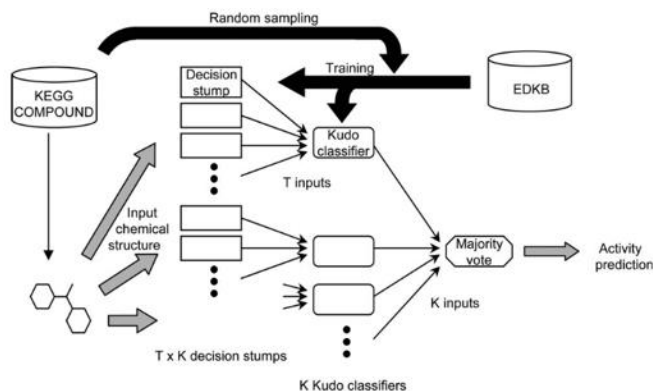 Random sampling
Training
KEGG
COMPOUND
Decision
stump
EDKB
Kudo
classifier
T inputs
Input
chemical
structure
Majority
vote
Activity
prediction
K inputs
T x K decision stumps
K Kudo classifiers